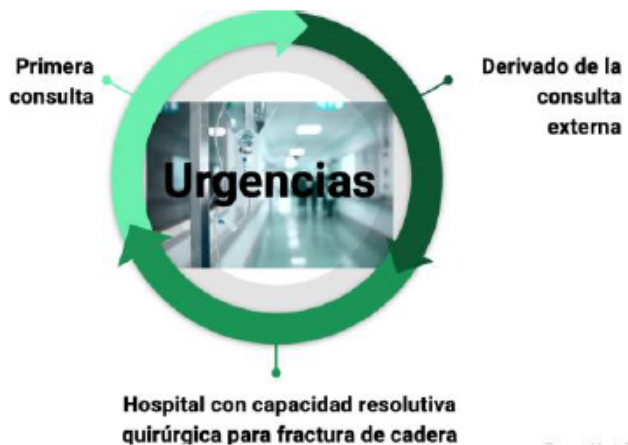 Primera
consulta
Derivado de la
consulta
externa
Urgencias
Hospital con capacidad resolutiva
quirúrgica para fractura de cadera